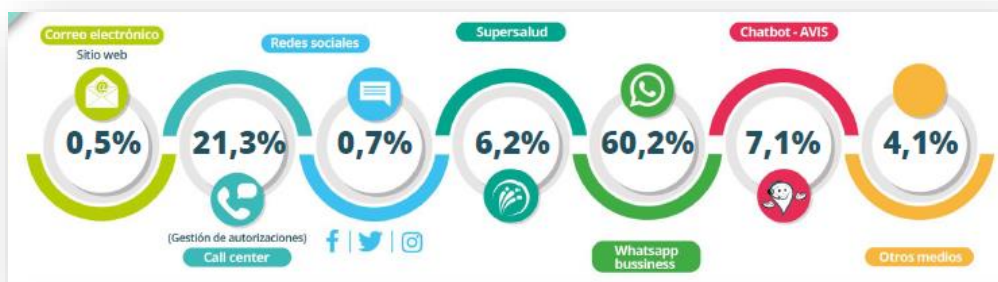 Correo electrónico
Sitio web
0,5%
21,3%
(Gestión de autorizaciones)
Call center
Redes sociales
0,7%
Supersalud
6,2%
60,2%
Whatsapp
bussiness
Chatbot - AVIS
7,1%
4,1%
Otros medios